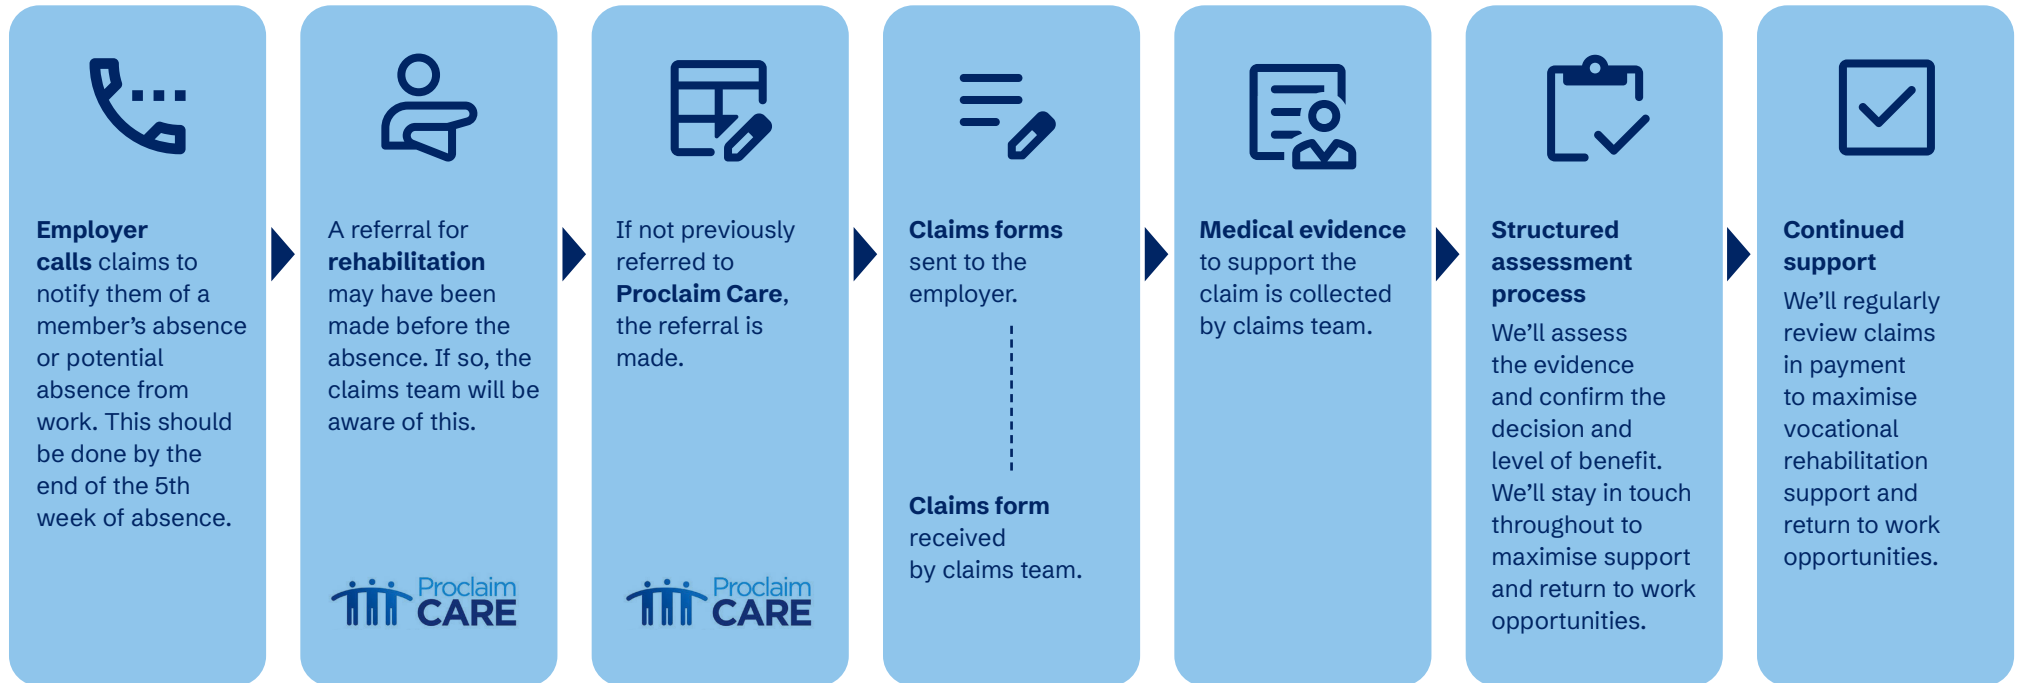 Employer
calls claims to
notify them of a
member’s absence
or potential
absence from
work. This should
be done by the
end of the 5th
week of absence.
A referral for
rehabilitation
may have been
made before the
absence. If so, the
claims team will be
aware of this.
Proclaim
CARE
If not previously
referred to
Proclaim Care,
the referral is
made.
Proclaim
CARE
Claims forms
sent to the
employer.
Claims form
received
by claims team.
Medical evidence
to support the
claim is collected
by claims team.
Structured
assessment
process
We’ll assess
the evidence
and confirm the
decision and
level of benefit.
We’ll stay in touch
throughout to
maximise support
and return to work
opportunities.
Continued
support
We’ll regularly
review claims
in payment
to maximise
vocational
rehabilitation
support and
return to work
opportunities.